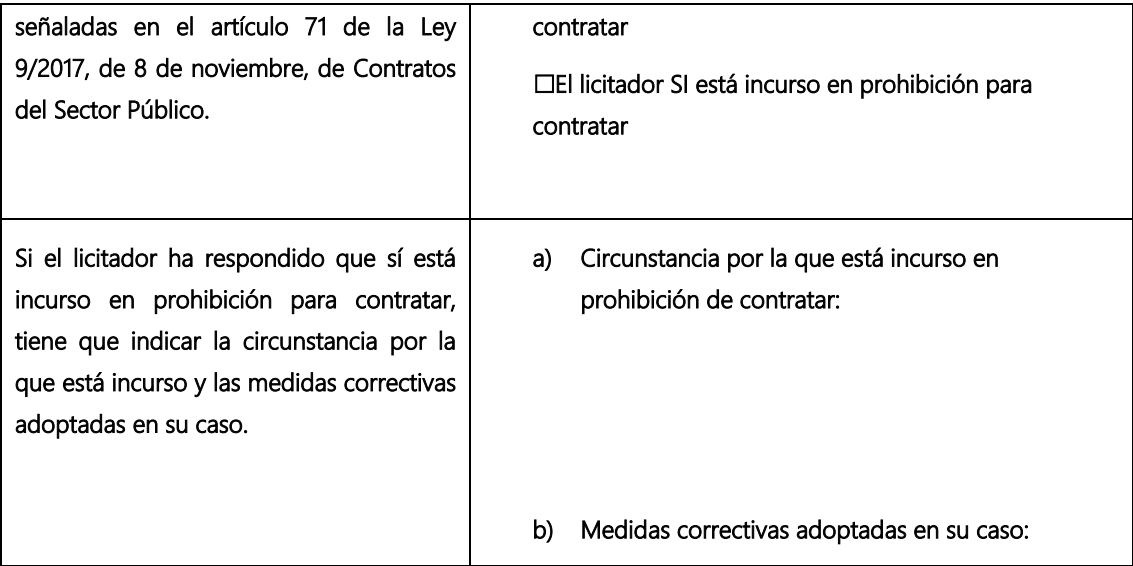 señaladas en el artículo 71 de la Ley
9/2017, de 8 de noviembre, de Contratos
del Sector Público.
contratar
☐El licitador SI está incurso en prohibición para
contratar
Si el licitador ha respondido que sí está
incurso en prohibición para contratar,
tiene que indicar la circunstancia por la
que está incurso y las medidas correctivas
adoptadas en su caso.
a) Circunstancia por la que está incurso en
prohibición de contratar:
b) Medidas correctivas adoptadas en su caso: